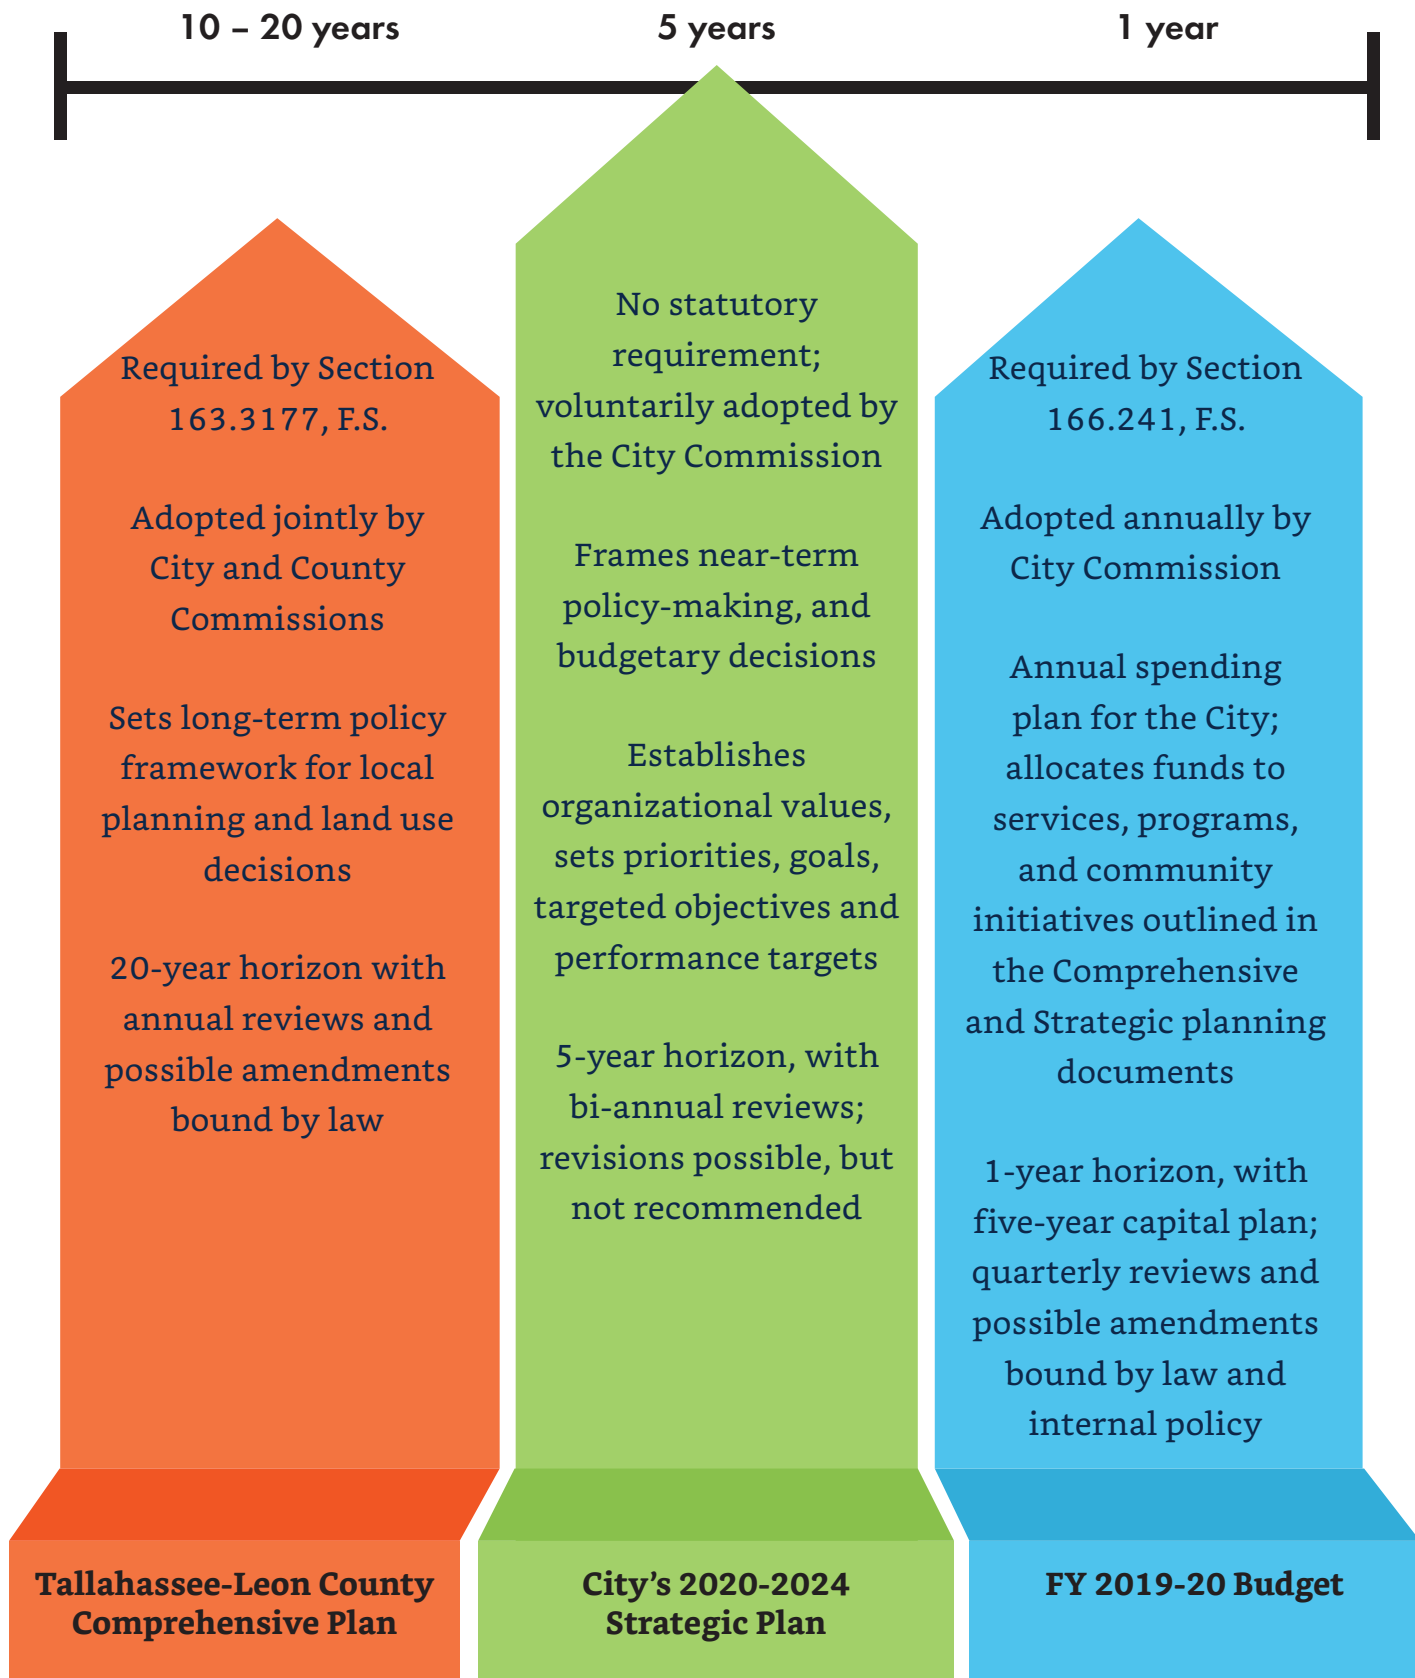 10 – 20 years
5 years
1 year
Required by Section
163.3177, F.S.
Adopted jointly by
City and County
Commissions
Sets long-term policy
framework for local
planning and land use
decisions
20-year horizon with
annual reviews and
possible amendments
bound by law
Tallahassee-Leon County
Comprehensive Plan
No statutory
requirement;
voluntarily adopted by
the City Commission
Frames near-term
policy-making, and
budgetary decisions
Establishes
organizational values,
sets priorities, goals,
targeted objectives and
performance targets
5-year horizon, with
bi-annual reviews;
revisions possible, but
not recommended
City’s 2020-2024
Strategic Plan
Required by Section
166.241, F.S.
Adopted annually by
City Commission
Annual spending
plan for the City;
allocates funds to
services, programs,
and community
initiatives outlined in
the Comprehensive
and Strategic planning
documents
1-year horizon, with
five-year capital plan;
quarterly reviews and
possible amendments
bound by law and
internal policy
FY 2019-20 Budget